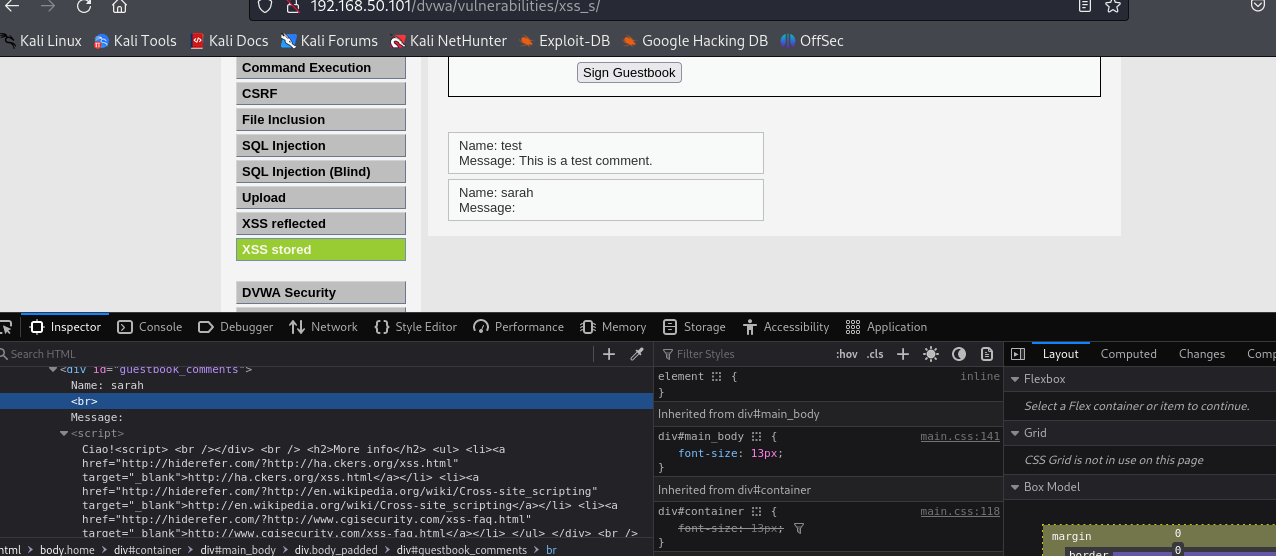 192.168.50.101/dvwa/vulnerabilities/xss_s/
Kali Linux Kali Tools Kali Docs Kali Forums Kali NetHunter Exploit-DB Google Hacking DB OffSec
Command Execution
CSRF
File Inclusion
SQL Injection
SQL Injection (Blind)
Upload
XSS reflected
XSS stored
DVWA Security
Sign Guestbook
Name: test
Message: This is a test comment.
Name: sarah
Message:
Inspector Console Debugger Network Style Editor Performance Memory Storage Accessibility Application
Search HTML
<div id="guestbook_comments">
Name: sarah
<br>
Message:
<script>
Ciao!<script> <br /></div> <br /> <h2>More info</h2> <ul> <li><a
href="http://hiderefer.com/?http://ha.ckers.org/xss.html"
target="_blank">http://ha.ckers.org/xss.html</a></li> <li><a
href="http://hiderefer.com/?http://en.wikipedia.org/wiki/Cross-site_scripting"
target="_blank">http://en.wikipedia.org/wiki/Cross-site_scripting</a></li> <li><a
href="http://hiderefer.com/?http://www.cgisecurity.com/xss-faq.html"
target="_blank">http://www.cgisecurity.com/xss-faq.html</a></li> </ul> </div> <br />
html body.home div#container div#main_body div.body_padded div#guestbook_comments br
Filter Styles :hov .cls
element { inline
}
Inherited from div#main_body
div#main_body { main.css:141
font-size: 13px;
}
Inherited from div#container
div#container { main.css:118
font-size: 13px;
Layout Computed Changes Comp
Flexbox
Select a Flex container or item to continue.
Grid
CSS Grid is not in use on this page
Box Model
margin 0
border 0